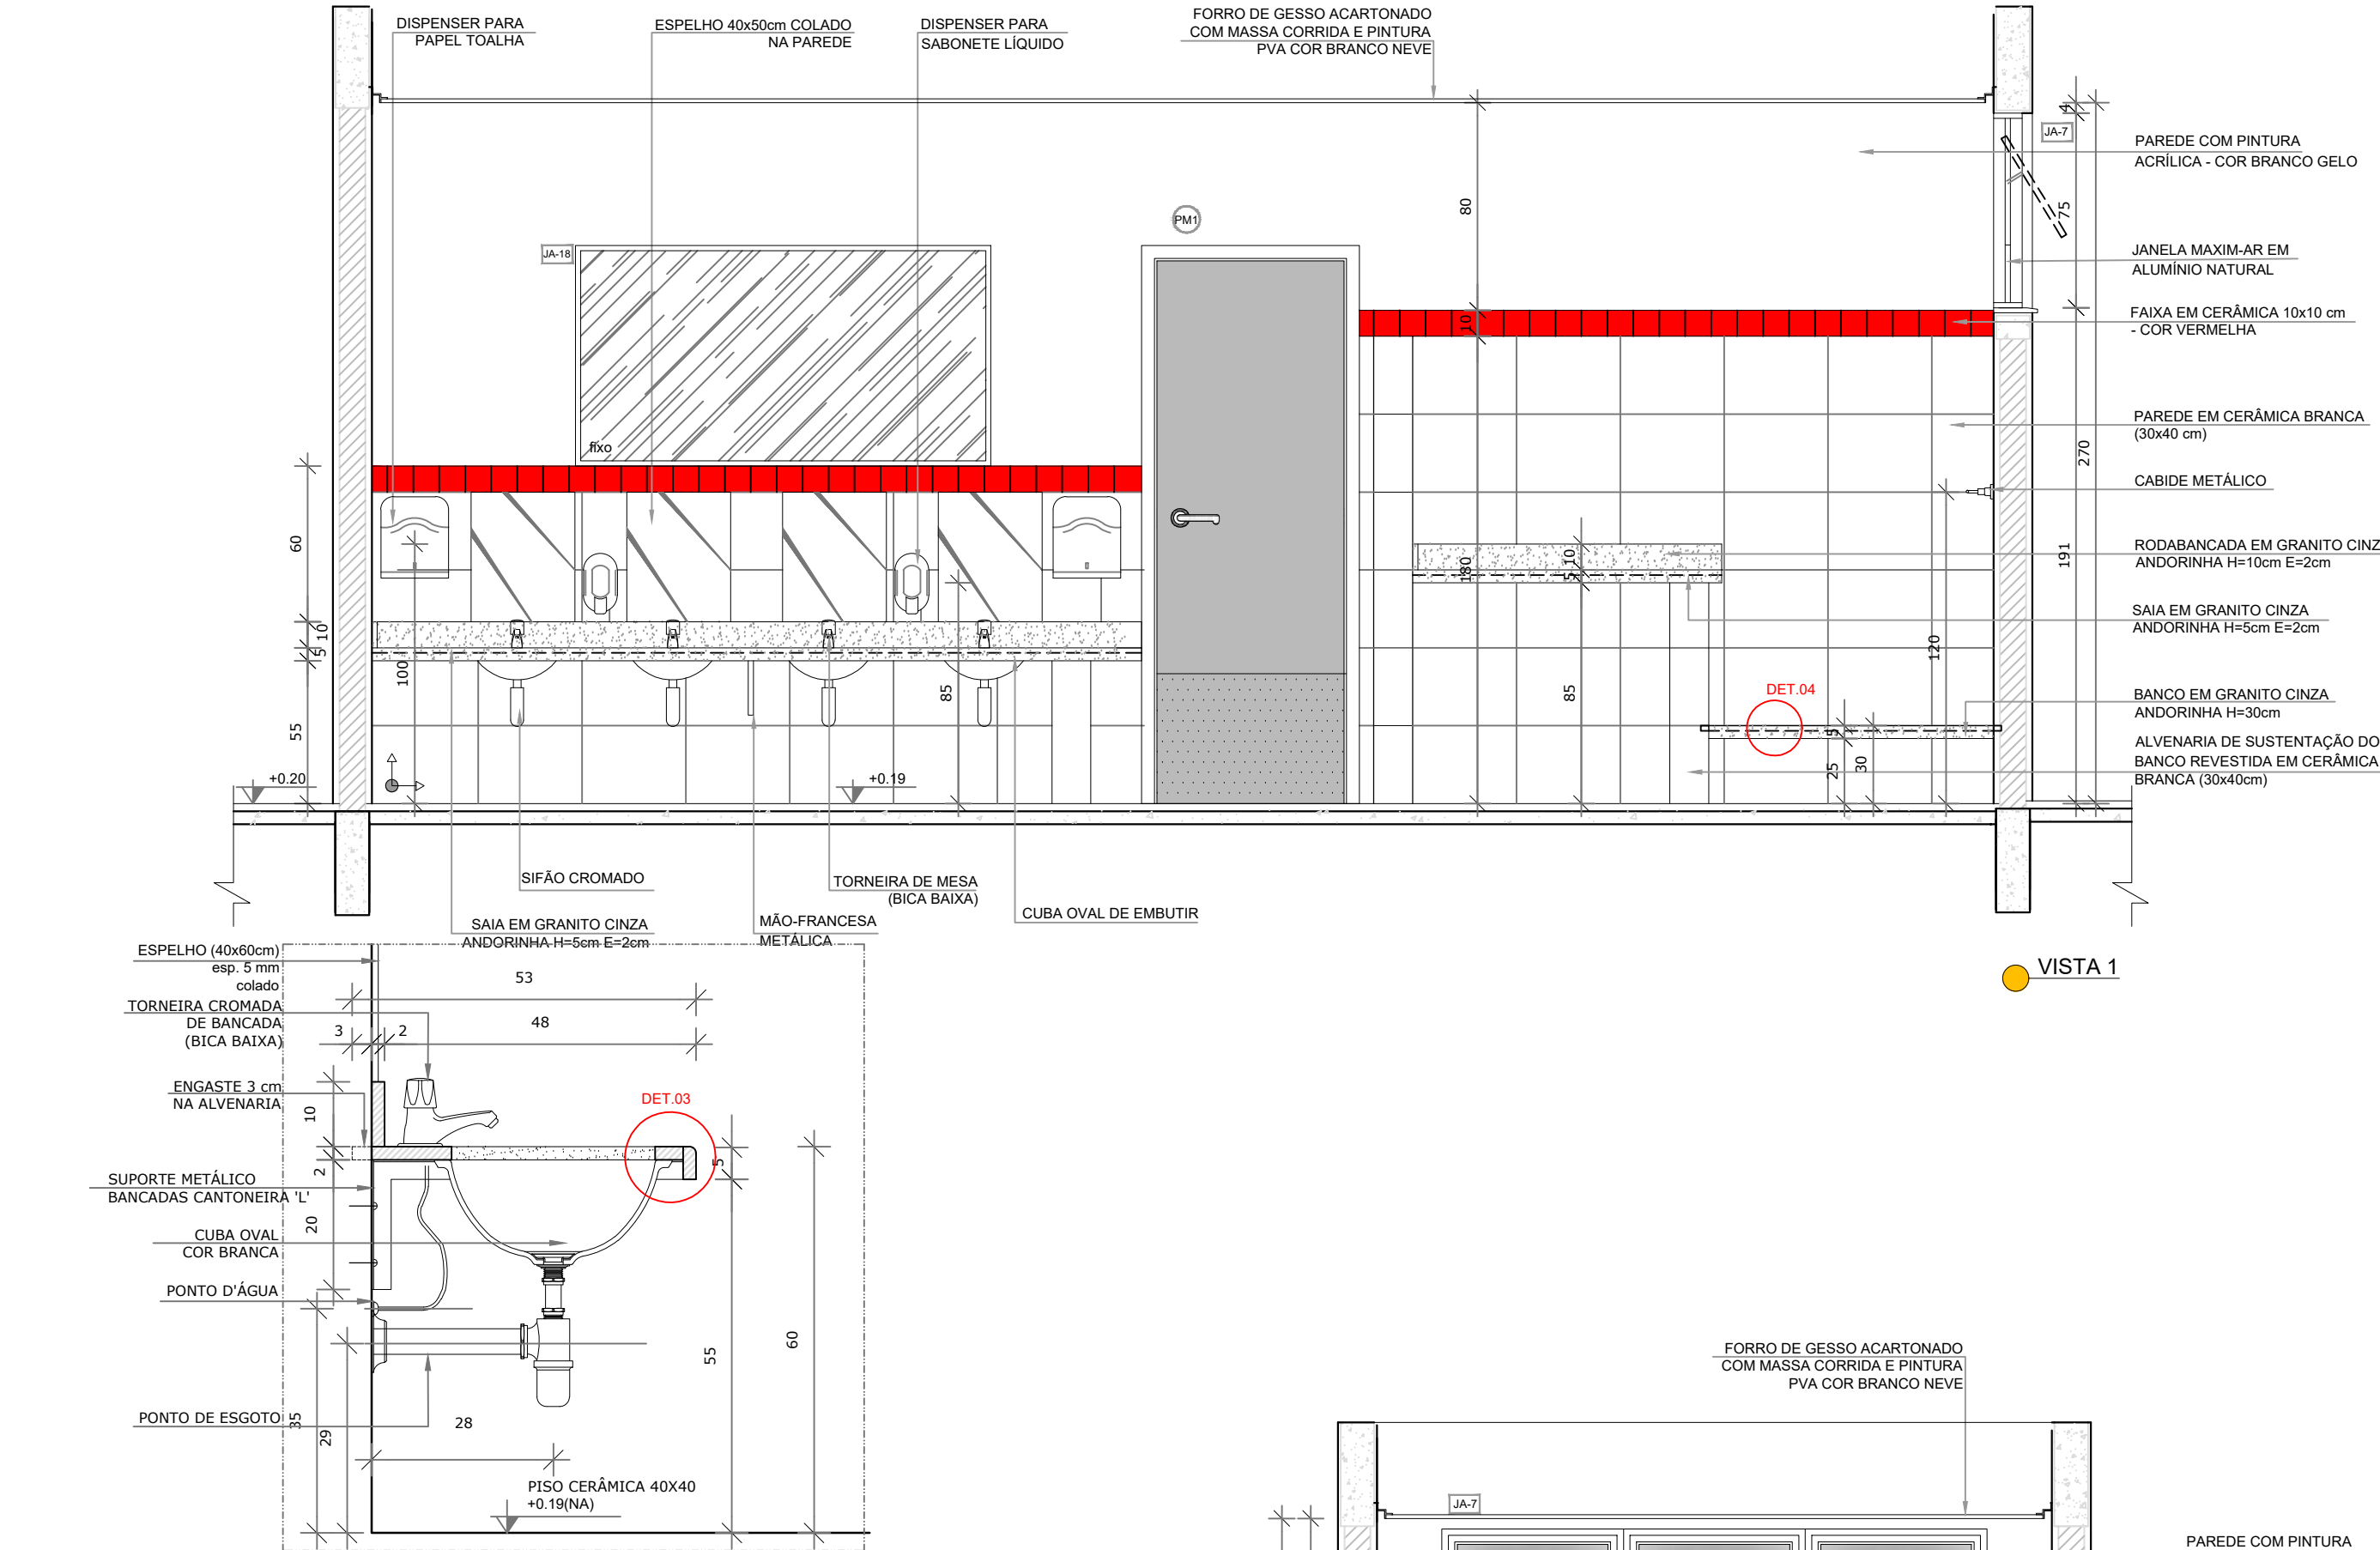 DISPENSER PARA
PAPEL TOALHA
ESPELHO 40x50cm COLADO
NA PAREDE
DISPENSER PARA
SABONETE LÍQUIDO
FORRO DE GESSO ACARTONADO
COM MASSA CORRIDA E PINTURA
PVA COR BRANCO NEVE
4
JA-7
PAREDE COM PINTURA
ACRÍLICA - COR BRANCO GELO
80
75
PM1
JA-18
JANELA MAXIM-AR EM
ALUMÍNIO NATURAL
FAIXA EM CERÂMICA 10x10 cm
- COR VERMELHA
10
fixo
PAREDE EM CERÂMICA BRANCA
(30x40 cm)
270
CABIDE METÁLICO
60
191
RODABANCADA EM GRANITO CINZ
ANDORINHA H=10cm E=2cm
180
10
5
SAIA EM GRANITO CINZA
ANDORINHA H=5cm E=2cm
10
5
100
85
85
120
DET.04
BANCO EM GRANITO CINZA
ANDORINHA H=30cm
55
5
25
30
ALVENARIA DE SUSTENTAÇÃO DO
BANCO REVESTIDA EM CERÂMICA
BRANCA (30x40cm)
+0.20
+0.19
SIFÃO CROMADO
TORNEIRA DE MESA
(BICA BAIXA)
CUBA OVAL DE EMBUTIR
SAIA EM GRANITO CINZA
ANDORINHA H=5cm E=2cm
MÃO-FRANCESA
METÁLICA
VISTA 1
ESPELHO (40x60cm)
esp. 5 mm
colado
53
TORNEIRA CROMADA
DE BANCADA
(BICA BAIXA)
3
2
48
ENGASTE 3 cm
NA ALVENARIA
10
DET.03
2
5
SUPORTE METÁLICO
BANCADAS CANTONEIRA 'L'
20
CUBA OVAL
COR BRANCA
PONTO D'ÁGUA
55
60
PONTO DE ESGOTO
35
29
28
PISO CERÂMICA 40X40
+0.19(NA)
FORRO DE GESSO ACARTONADO
COM MASSA CORRIDA E PINTURA
PVA COR BRANCO NEVE
JA-7
PAREDE COM PINTURA